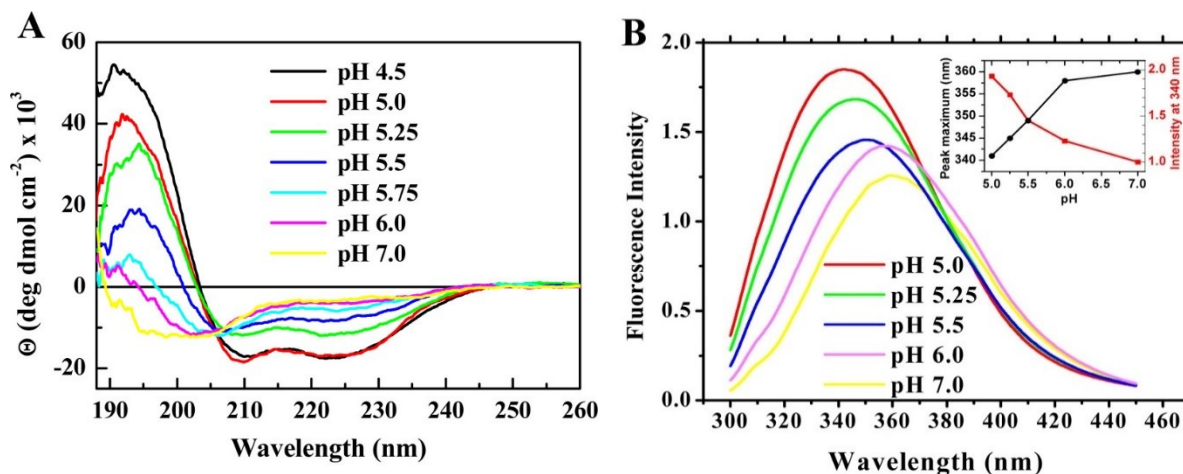 A
Θ (deg dmol cm⁻²) x 10³
60
40
20
0
-20
pH 4.5
pH 5.0
pH 5.25
pH 5.5
pH 5.75
pH 6.0
pH 7.0
190 200 210 220 230 240 250 260
Wavelength (nm)
B
Fluorescence Intensity
2.0
1.5
1.0
0.5
0.0
pH 5.0
pH 5.25
pH 5.5
pH 6.0
pH 7.0
300 320 340 360 380 400 420 440 460
Wavelength (nm)
Peak maximum (nm)
360
355
350
345
340
2.0
1.5
1.0
Intensity at 340 nm
5.0 5.5 6.0 6.5 7.0
pH